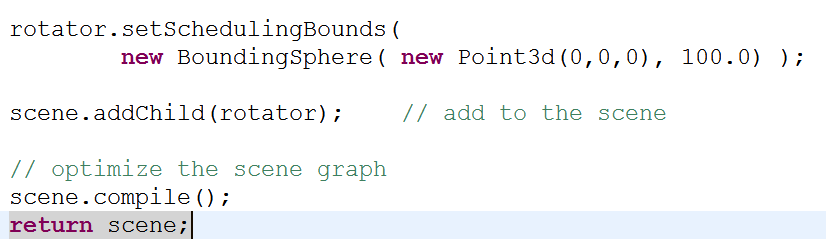 rotator.setSchedulingBounds(
new BoundingSphere( new Point3d(0,0,0), 100.0) );
scene.addChild(rotator); // add to the scene
// optimize the scene graph
scene.compile();
return scene;